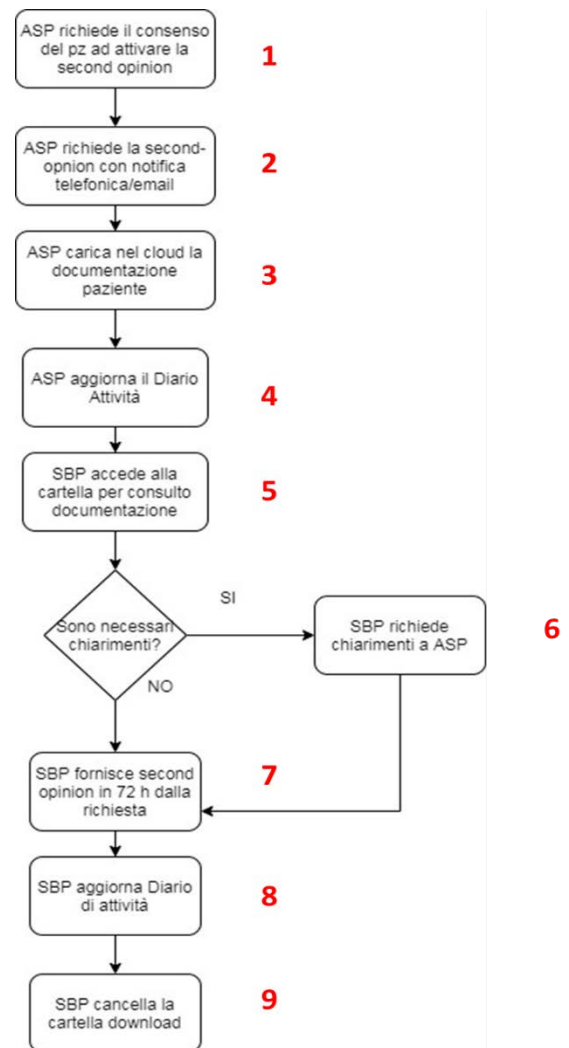 ASP richiede il consenso
del pz ad attivare la
second opinion
1
ASP richiede la second-
opnion con notifica
telefonica/email
2
ASP carica nel cloud la
documentazione
paziente
3
ASP aggiorna il Diario
Attività
4
SBP accede alla
cartella per consulto
documentazione
5
Sono necessari
chiarimenti?
SI
SBP richiede
chiarimenti a ASP
6
NO
SBP fornisce second
opinion in 72 h dalla
richiesta
7
SBP aggiorna Diario
di attività
8
SBP cancella la
cartella download
9